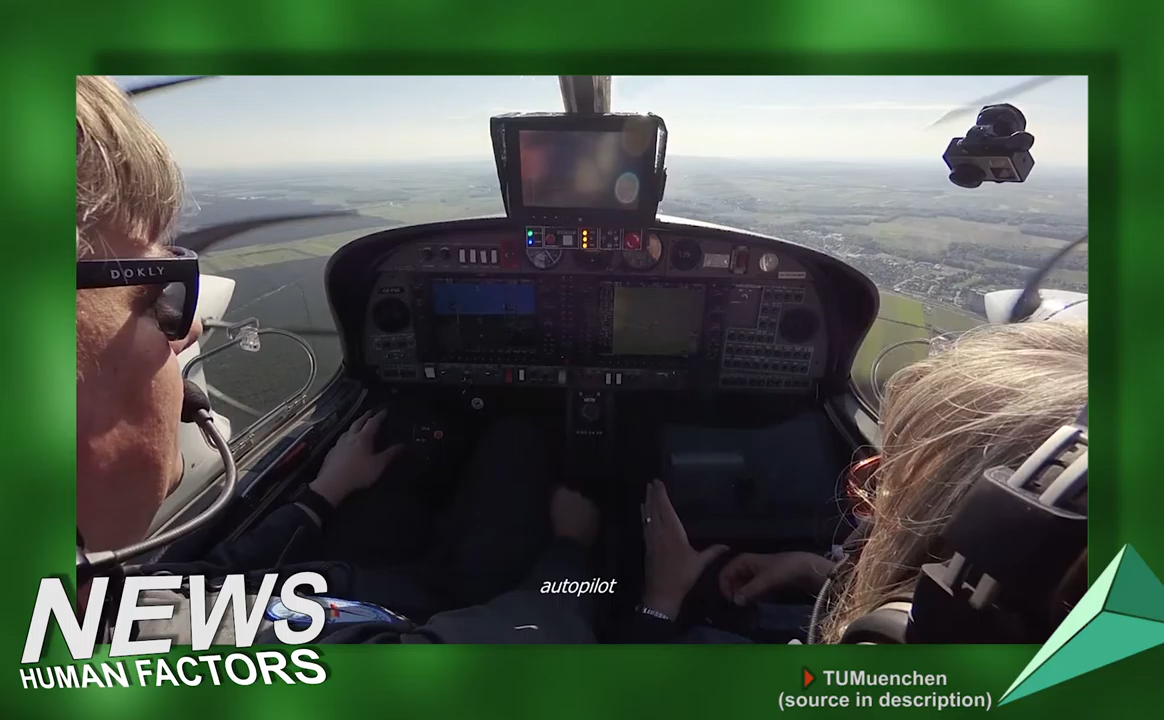 DOKLY
autopilot
NEWS
HUMAN FACTORS
TUMuenchen
(source in description)